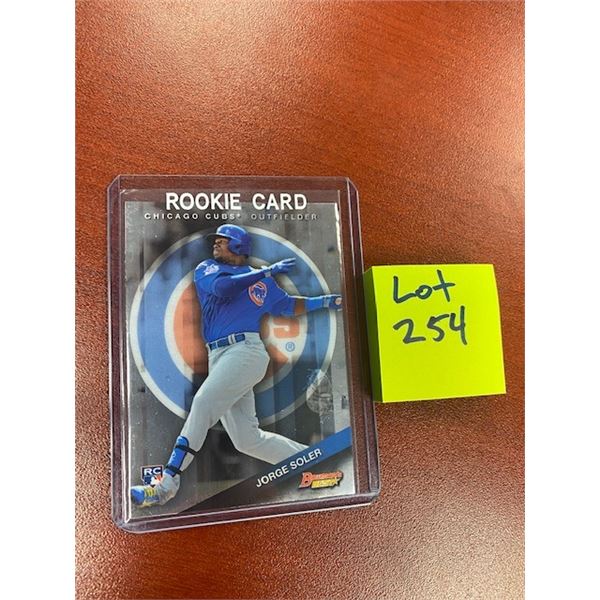 ROOKIE CARD
CHICAGO CUBS® OUTFIELDER
Lot
254
JORGE SOLER
RC
Bowman's
BEST